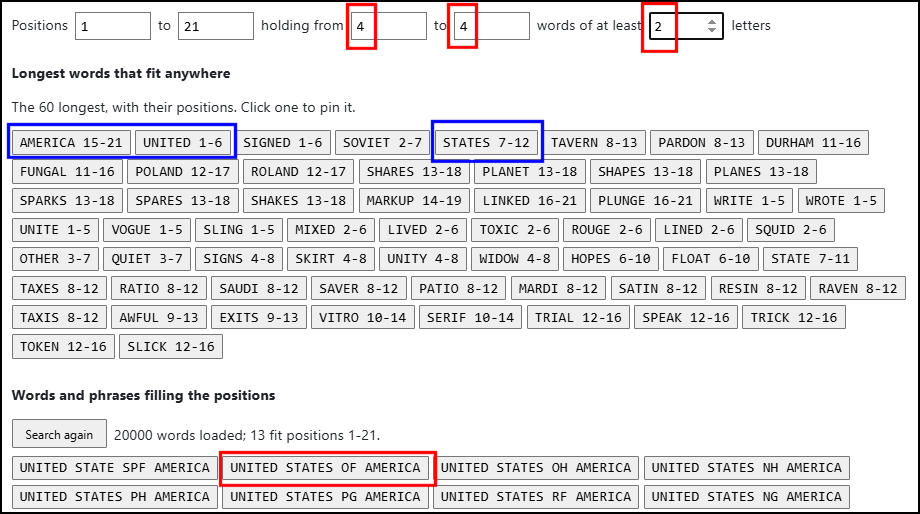 Positions 1 to 21 holding from 4 to 4 words of at least 2 letters
Longest words that fit anywhere
The 60 longest, with their positions. Click one to pin it.
AMERICA 15-21 UNITED 1-6 SIGNED 1-6 SOVIET 2-7 STATES 7-12 TAVERN 8-13 PARDON 8-13 DURHAM 11-16
FUNGAL 11-16 POLAND 12-17 ROLAND 12-17 SHARES 13-18 PLANET 13-18 SHAPES 13-18 PLANES 13-18
SPARKS 13-18 SPARES 13-18 SHAKES 13-18 MARKUP 14-19 LINKED 16-21 PLUNGE 16-21 WRITE 1-5 WROTE 1-5
UNITE 1-5 VOGUE 1-5 SLING 1-5 MIXED 2-6 LIVED 2-6 TOXIC 2-6 ROUGE 2-6 LINED 2-6 SQUID 2-6
OTHER 3-7 QUIET 3-7 SIGNS 4-8 SKIRT 4-8 UNITY 4-8 WIDOW 4-8 HOPES 6-10 FLOAT 6-10 STATE 7-11
TAXES 8-12 RATIO 8-12 SAUDI 8-12 SAVER 8-12 PATIO 8-12 MARDI 8-12 SATIN 8-12 RESIN 8-12 RAVEN 8-12
TAXIS 8-12 AWFUL 9-13 EXITS 9-13 VITRO 10-14 SERIF 10-14 TRIAL 12-16 SPEAK 12-16 TRICK 12-16
TOKEN 12-16 SLICK 12-16
Words and phrases filling the positions
Search again 20000 words loaded; 13 fit positions 1-21.
UNITED STATE SPF AMERICA UNITED STATES OF AMERICA UNITED STATES OH AMERICA UNITED STATES NH AMERICA
UNITED STATES PH AMERICA UNITED STATES PG AMERICA UNITED STATES RF AMERICA UNITED STATES NG AMERICA